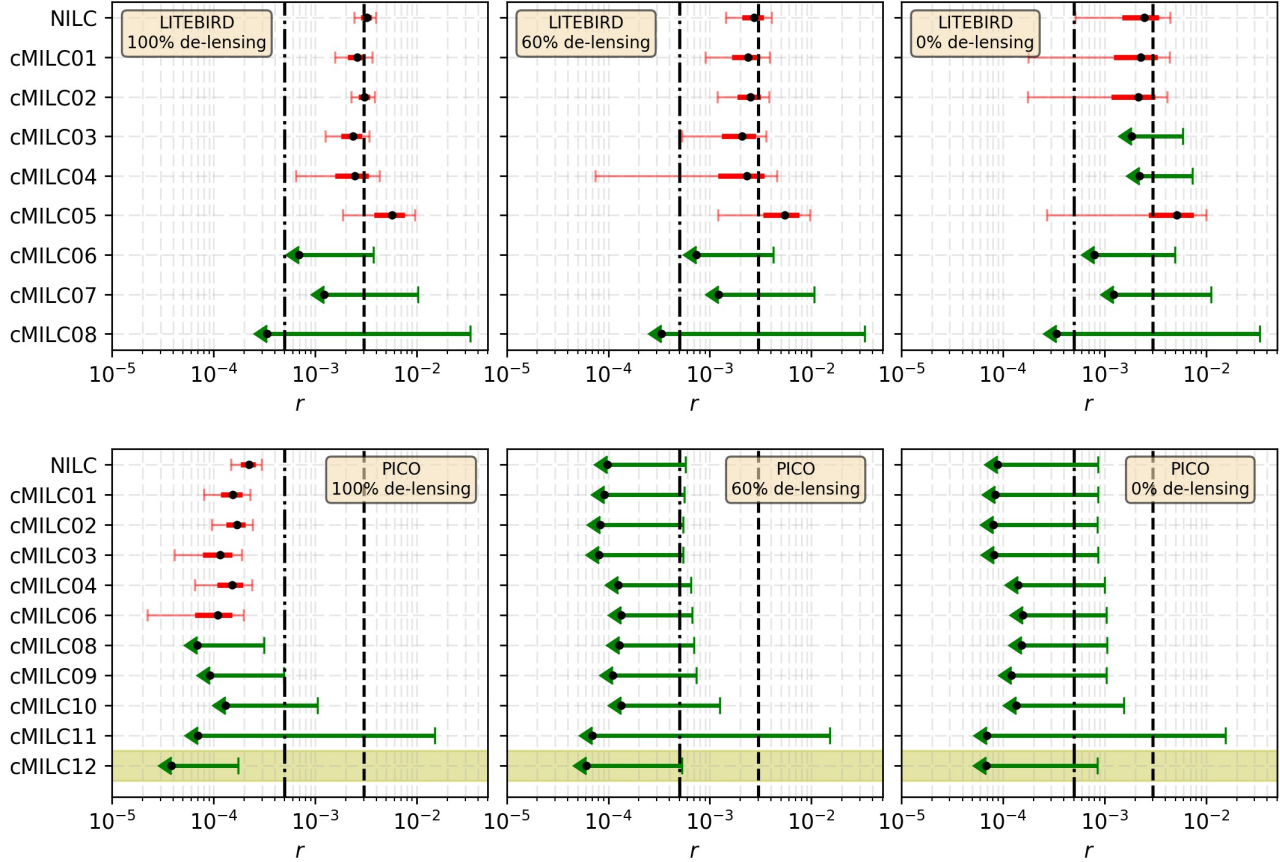 NILC
cMILC01
cMILC02
cMILC03
cMILC04
cMILC05
cMILC06
cMILC07
cMILC08
LITEBIRD
100% de-lensing
10⁻⁵ 10⁻⁴ 10⁻³ 10⁻²
r
LITEBIRD
60% de-lensing
10⁻⁵ 10⁻⁴ 10⁻³ 10⁻²
r
LITEBIRD
0% de-lensing
10⁻⁵ 10⁻⁴ 10⁻³ 10⁻²
r
NILC
cMILC01
cMILC02
cMILC03
cMILC04
cMILC06
cMILC08
cMILC09
cMILC10
cMILC11
cMILC12
PICO
100% de-lensing
10⁻⁵ 10⁻⁴ 10⁻³ 10⁻²
r
PICO
60% de-lensing
10⁻⁵ 10⁻⁴ 10⁻³ 10⁻²
r
PICO
0% de-lensing
10⁻⁵ 10⁻⁴ 10⁻³ 10⁻²
r